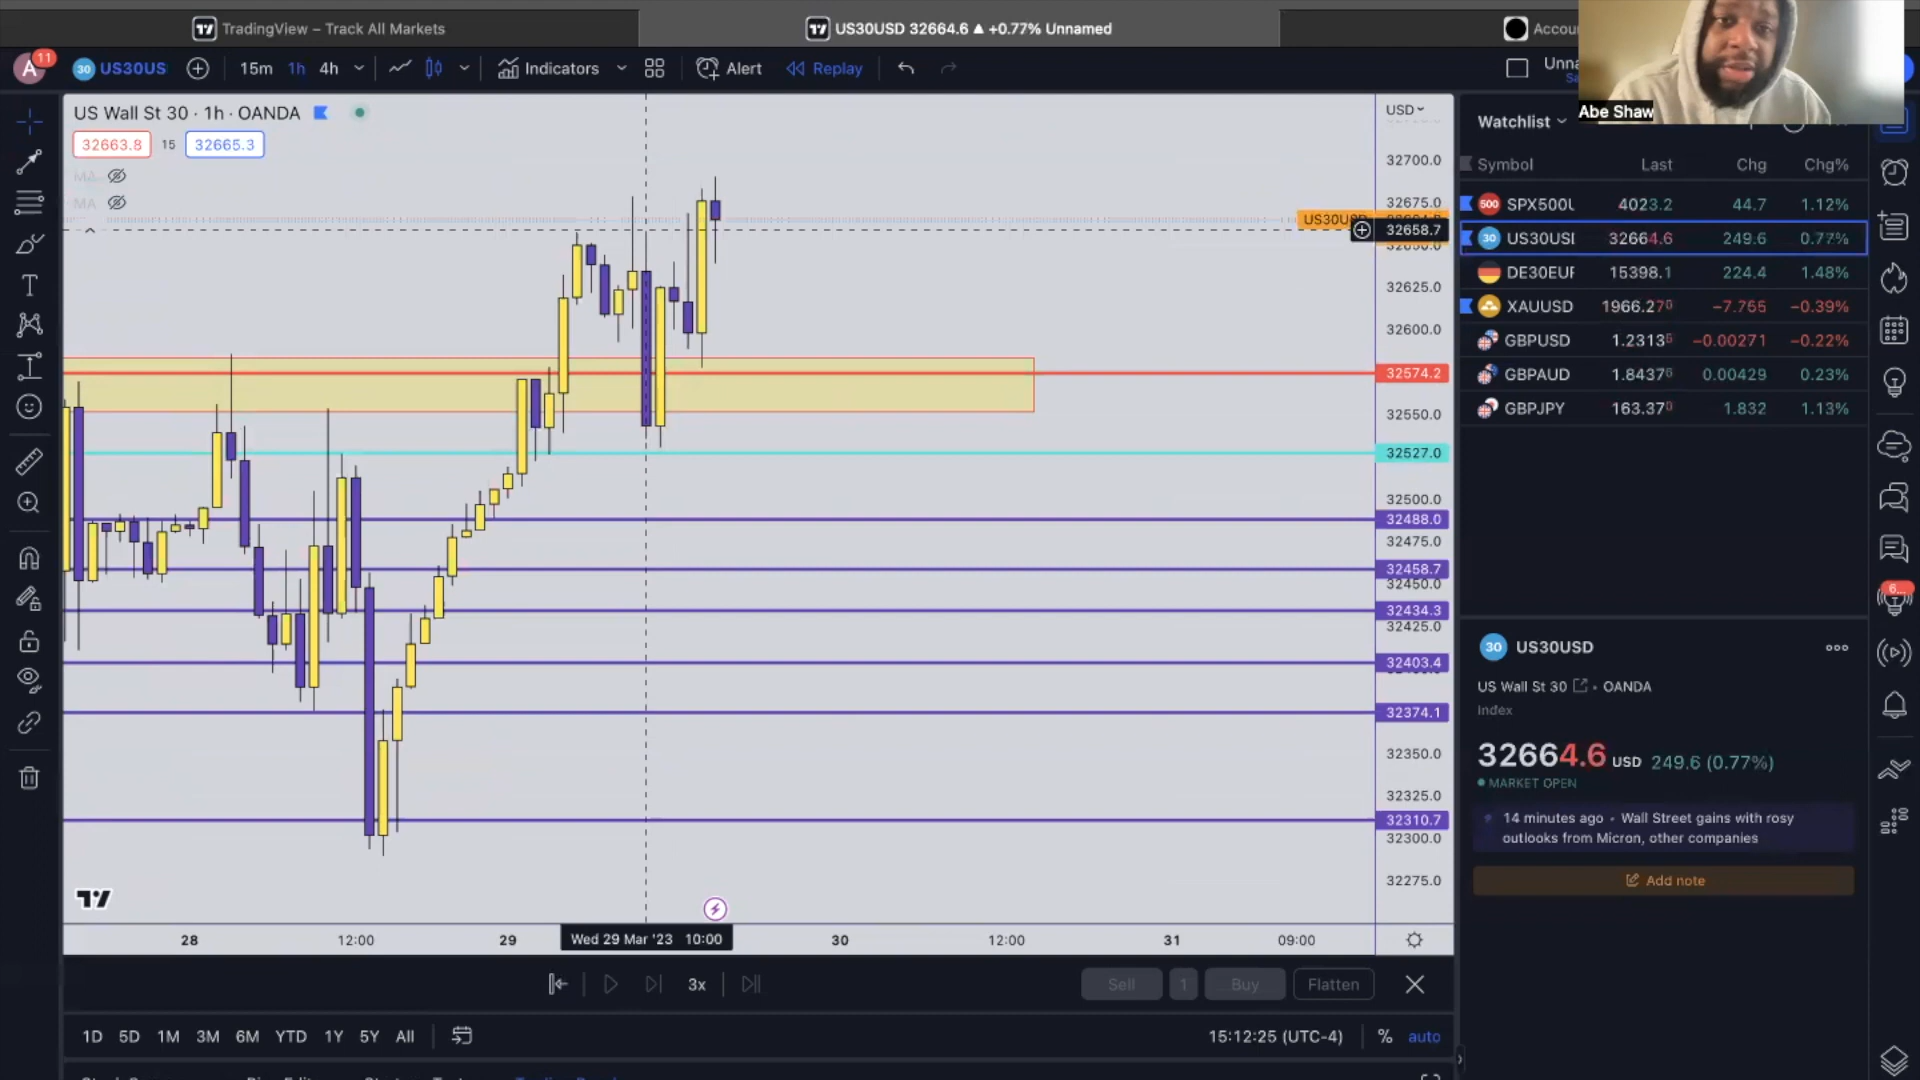 TradingView – Track All Markets
US30USD 32664.6 ▲ +0.77% Unnamed
Accou
A 11
30 US30US
15m 1h 4h
Indicators
Alert
Replay
Unna
Abe Shaw
US Wall St 30 · 1h · OANDA
32663.8 15 32665.3
MA
MA
USD
32700.0
32675.0
US30USD
32658.7
32625.0
32600.0
32574.2
32550.0
32527.0
32500.0
32488.0
32475.0
32458.7
32450.0
32434.3
32425.0
32403.4
32374.1
32350.0
32325.0
32310.7
32300.0
32275.0
28 12:00 29 Wed 29 Mar '23 10:00 30 12:00 31 09:00
3x
Sell 1 Buy Flatten
1D 5D 1M 3M 6M YTD 1Y 5Y All
15:12:25 (UTC-4) % auto
Watchlist
Symbol Last Chg Chg%
500 SPX500U 4023.2 44.7 1.12%
30 US30USI 32664.6 249.6 0.77%
DE30EUF 15398.1 224.4 1.48%
XAUUSD 1966.270 −7.755 −0.39%
GBPUSD 1.23136 −0.00271 −0.22%
GBPAUD 1.84376 0.00429 0.23%
GBPJPY 163.370 1.832 1.13%
6...
30 US30USD
US Wall St 30 · OANDA
Index
32664.6 USD 249.6 (0.77%)
MARKET OPEN
14 minutes ago · Wall Street gains with rosy
outlooks from Micron, other companies
Add note